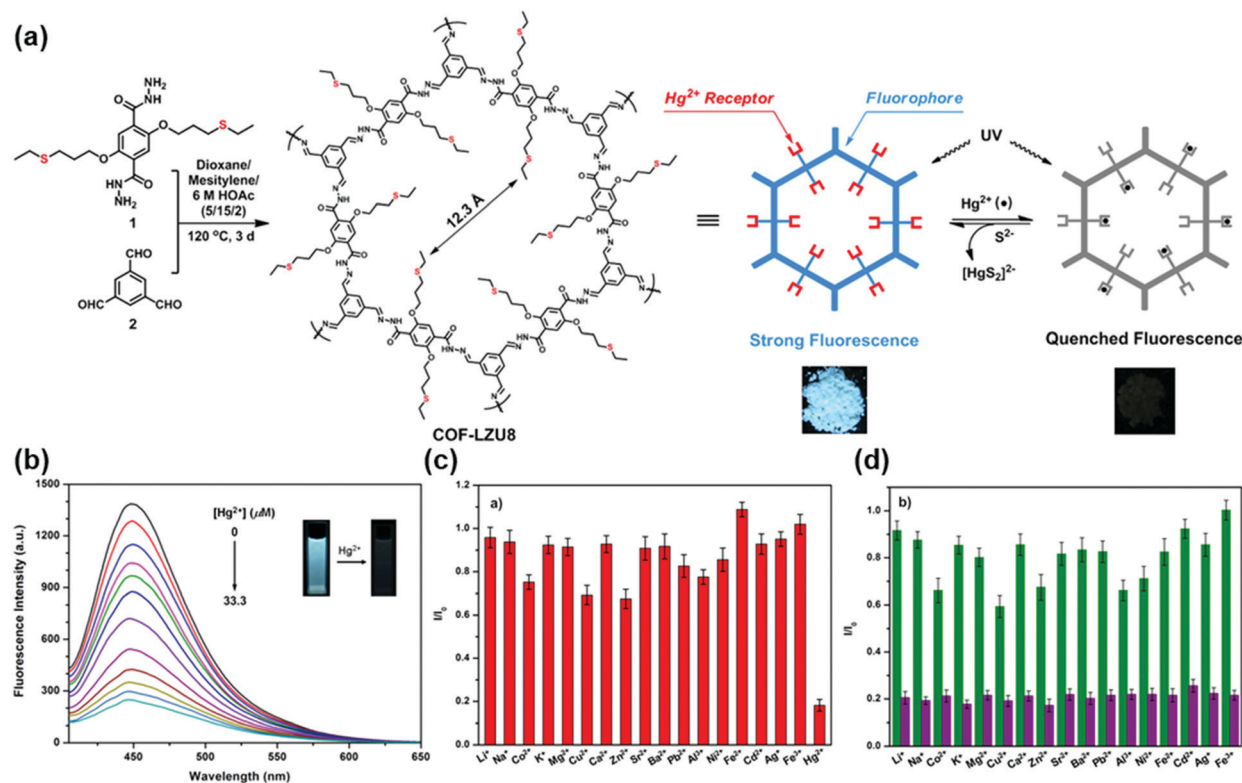 (a)
NH₂
HN
O
O
S
O
S
O
HN
NH₂
1
CHO
OHC
CHO
2
Dioxane/
Mesitylene/
6 M HOAc
(5/15/2)
120 °C, 3 d
12.3 Å
COF-LZU8
Hg²⁺ Receptor
Fluorophore
UV
Hg²⁺ (•)
S²⁻
[HgS₂]²⁻
Strong Fluorescence
Quenched Fluorescence
(b)
Fluorescence Intensity (a.u.)
1500
1200
900
600
300
0
450
500
550
600
650
Wavelength (nm)
[Hg²⁺] (μM)
0
33.3
Hg²⁺
(c)
a)
I/I₀
1.2
1.0
0.8
0.6
0.4
0.2
0.0
Li⁺ Na⁺ Co²⁺ K⁺ Mg²⁺ Cu²⁺ Ca²⁺ Zn²⁺ Sr²⁺ Ba²⁺ Pb²⁺ Al³⁺ Ni²⁺ Fe²⁺ Cd²⁺ Ag⁺ Fe³⁺ Hg²⁺
(d)
b)
I/I₀
1.0
0.8
0.6
0.4
0.2
0.0
Li⁺ Na⁺ Co²⁺ K⁺ Mg²⁺ Cu²⁺ Ca²⁺ Zn²⁺ Sr²⁺ Ba²⁺ Pb²⁺ Al³⁺ Ni²⁺ Fe²⁺ Cd²⁺ Ag⁺ Fe³⁺